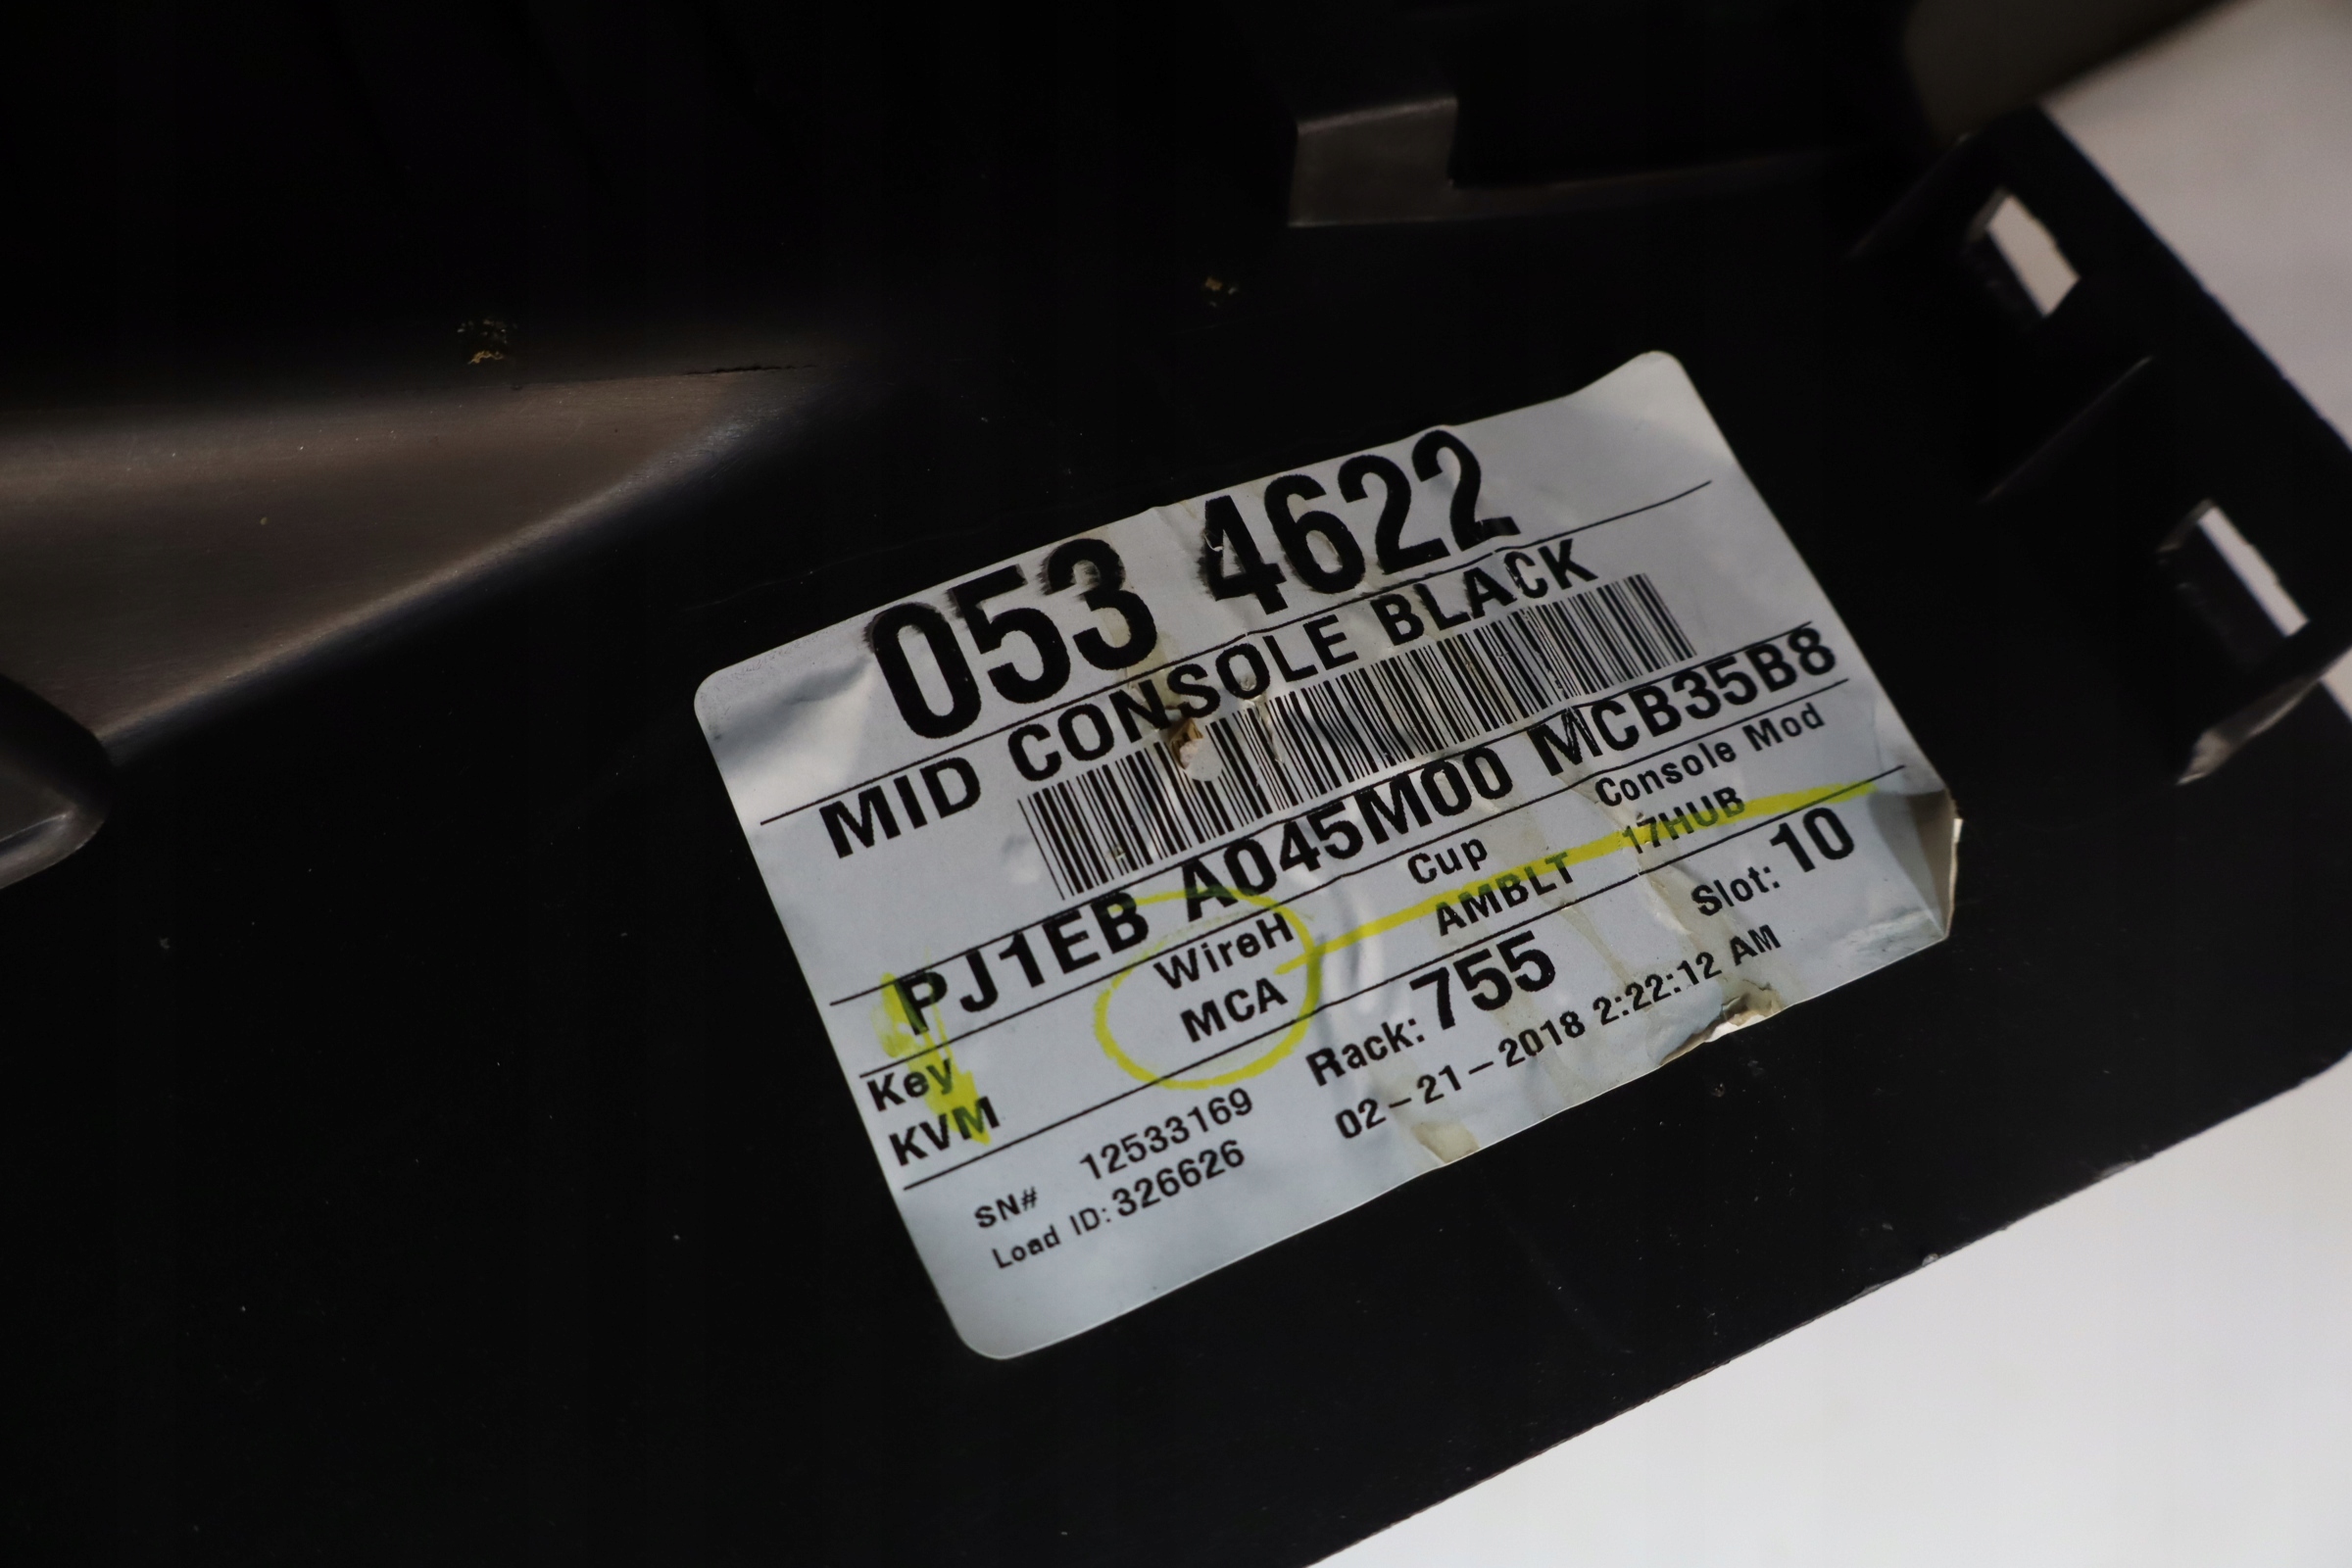 053 4622
MID CONSOLE BLACK
PJ1EB A045M00 MCB35B8
Key WireH Cup Console Mod
KVM MCA AMBLT 17HUB
SN# 12533169 Rack: 755 Slot: 10
Load ID: 326626 02-21-2018 2:22:12 AM